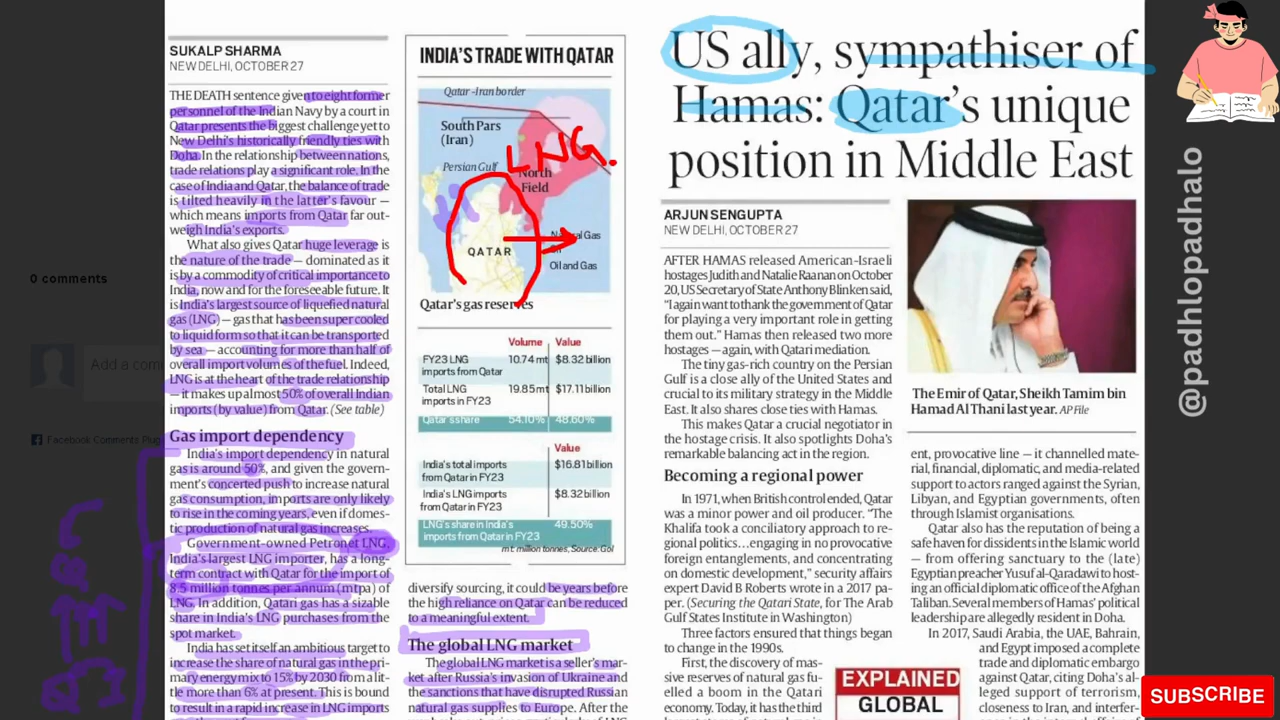 SUKALP SHARMA
NEW DELHI, OCTOBER 27
THE DEATH sentence given to eight former
personnel of the Indian Navy by a court in
Qatar presents the biggest challenge yet to
New Delhi's historically friendly ties with
Doha. In the relationship between nations,
trade relations play a significant role. In the
case of India and Qatar, the balance of trade
is tilted heavily in the latter's favour —
which means imports from Qatar far out-
weigh India's exports.
What also gives Qatar huge leverage is
the nature of the trade — dominated as it
is by a commodity of critical importance to
India, now and for the foreseeable future. It
is India's largest source of liquefied natural
gas (LNG) — gas that has been super cooled
to liquid form so that it can be transported
by sea — accounting for more than half of
overall import volumes of the fuel. Indeed,
LNG is at the heart of the trade relationship
— it makes up almost 50% of overall Indian
imports (by value) from Qatar. (See table)
Gas import dependency
India's import dependency in natural
gas is around 50%, and given the govern-
ment's concerted push to increase natural
gas consumption, imports are only likely
to rise in the coming years, even if domes-
tic production of natural gas increases.
Government-owned Petronet LNG,
India's largest LNG importer, has a long-
term contract with Qatar for the import of
8.5 million tonnes per annum (mtpa) of
LNG. In addition, Qatari gas has a sizable
share in India's LNG purchases from the
spot market.
India has set itself an ambitious target to
increase the share of natural gas in the pri-
mary energy mix to 15% by 2030 from a lit-
tle more than 6% at present. This is bound
to result in a rapid increase in LNG imports
INDIA'S TRADE WITH QATAR
Qatar-Iran border
South Pars
(Iran)
LNG.
Persian Gulf
North
Field
QATAR
Natural Gas
Oil and Gas
Qatar's gas reserves
Volume Value
FY23 LNG 10.74 mt $8.32 billion
imports from Qatar
Total LNG 19.85mt $17.11billion
imports in FY23
Qatar's share 54.10% 48.60%
Value
India's total imports $16.81billion
from Qatar in FY23
India's LNG imports $8.32 billion
from Qatar in FY23
LNG's share in India's 49.50%
imports from Qatar in FY23
mt: million tonnes, Source: GoI
diversify sourcing, it could be years before
the high reliance on Qatar can be reduced
to a meaningful extent.
The global LNG market
The global LNG market is a seller's mar-
ket after Russia's invasion of Ukraine and
the sanctions that have disrupted Russian
natural gas supplies to Europe. After the
US ally, sympathiser of
Hamas: Qatar's unique
position in Middle East
ARJUN SENGUPTA
NEW DELHI, OCTOBER 27
AFTER HAMAS released American-Israeli
hostages Judith and Natalie Raanan on October
20, US Secretary of State Anthony Blinken said,
"I again want to thank the government of Qatar
for playing a very important role in getting
them out." Hamas then released two more
hostages — again, with Qatari mediation.
The tiny gas-rich country on the Persian
Gulf is a close ally of the United States and
crucial to its military strategy in the Middle
East. It also shares close ties with Hamas.
This makes Qatar a crucial negotiator in
the hostage crisis. It also spotlights Doha's
remarkable balancing act in the region.
Becoming a regional power
In 1971, when British control ended, Qatar
was a minor power and oil producer. "The
Khalifa took a conciliatory approach to re-
gional politics…engaging in no provocative
foreign entanglements, and concentrating
on domestic development," security affairs
expert David B Roberts wrote in a 2017 pa-
per. (Securing the Qatari State, for The Arab
Gulf States Institute in Washington)
Three factors ensured that things began
to change in the 1990s.
First, the discovery of mas-
sive reserves of natural gas fu-
elled a boom in the Qatari
economy. Today, it has the third
The Emir of Qatar, Sheikh Tamim bin
Hamad Al Thani last year. AP File
ent, provocative line — it channelled mate-
rial, financial, diplomatic, and media-related
support to actors ranged against the Syrian,
Libyan, and Egyptian governments, often
through Islamist organisations.
Qatar also has the reputation of being a
safe haven for dissidents in the Islamic world
— from offering sanctuary to the (late)
Egyptian preacher Yusuf al-Qaradawi to host-
ing an official diplomatic office of the Afghan
Taliban. Several members of Hamas' political
leadership are allegedly resident in Doha.
In 2017, Saudi Arabia, the UAE, Bahrain,
and Egypt imposed a complete
trade and diplomatic embargo
against Qatar, citing Doha's al-
leged support of terrorism,
closeness to Iran, and interfer-
EXPLAINED
GLOBAL
0 comments
Add a com
Facebook Comments Plug
@padhlopadhalo
SUBSCRIBE